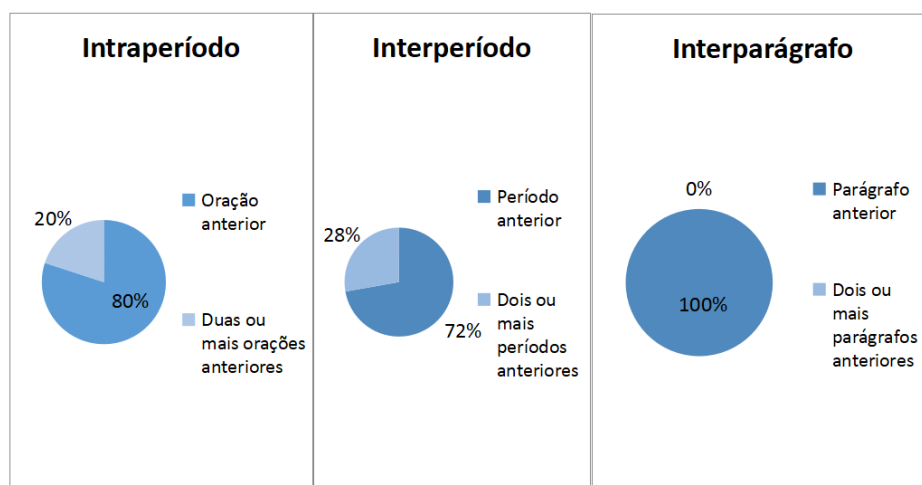 Intraperíodo
20%
80%
Oração
anterior
Duas ou
mais orações
anteriores
Interperíodo
28%
72%
Período
anterior
Dois ou
mais
períodos
anteriores
Interparágrafo
0%
100%
Parágrafo
anterior
Dois ou
mais
parágrafos
anteriores